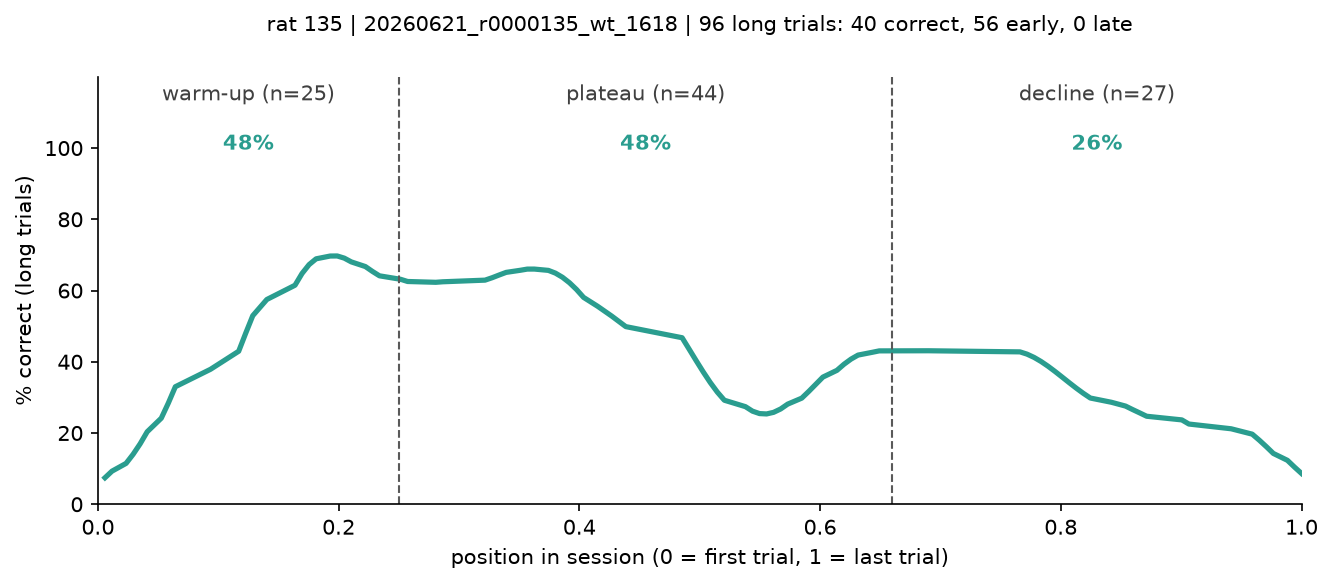 rat 135 | 20260621_r0000135_wt_1618 | 96 long trials: 40 correct, 56 early, 0 late
warm-up (n=25)
plateau (n=44)
decline (n=27)
48%
48%
26%
% correct (long trials)
100
80
60
40
20
0
0.0
0.2
0.4
0.6
0.8
1.0
position in session (0 = first trial, 1 = last trial)